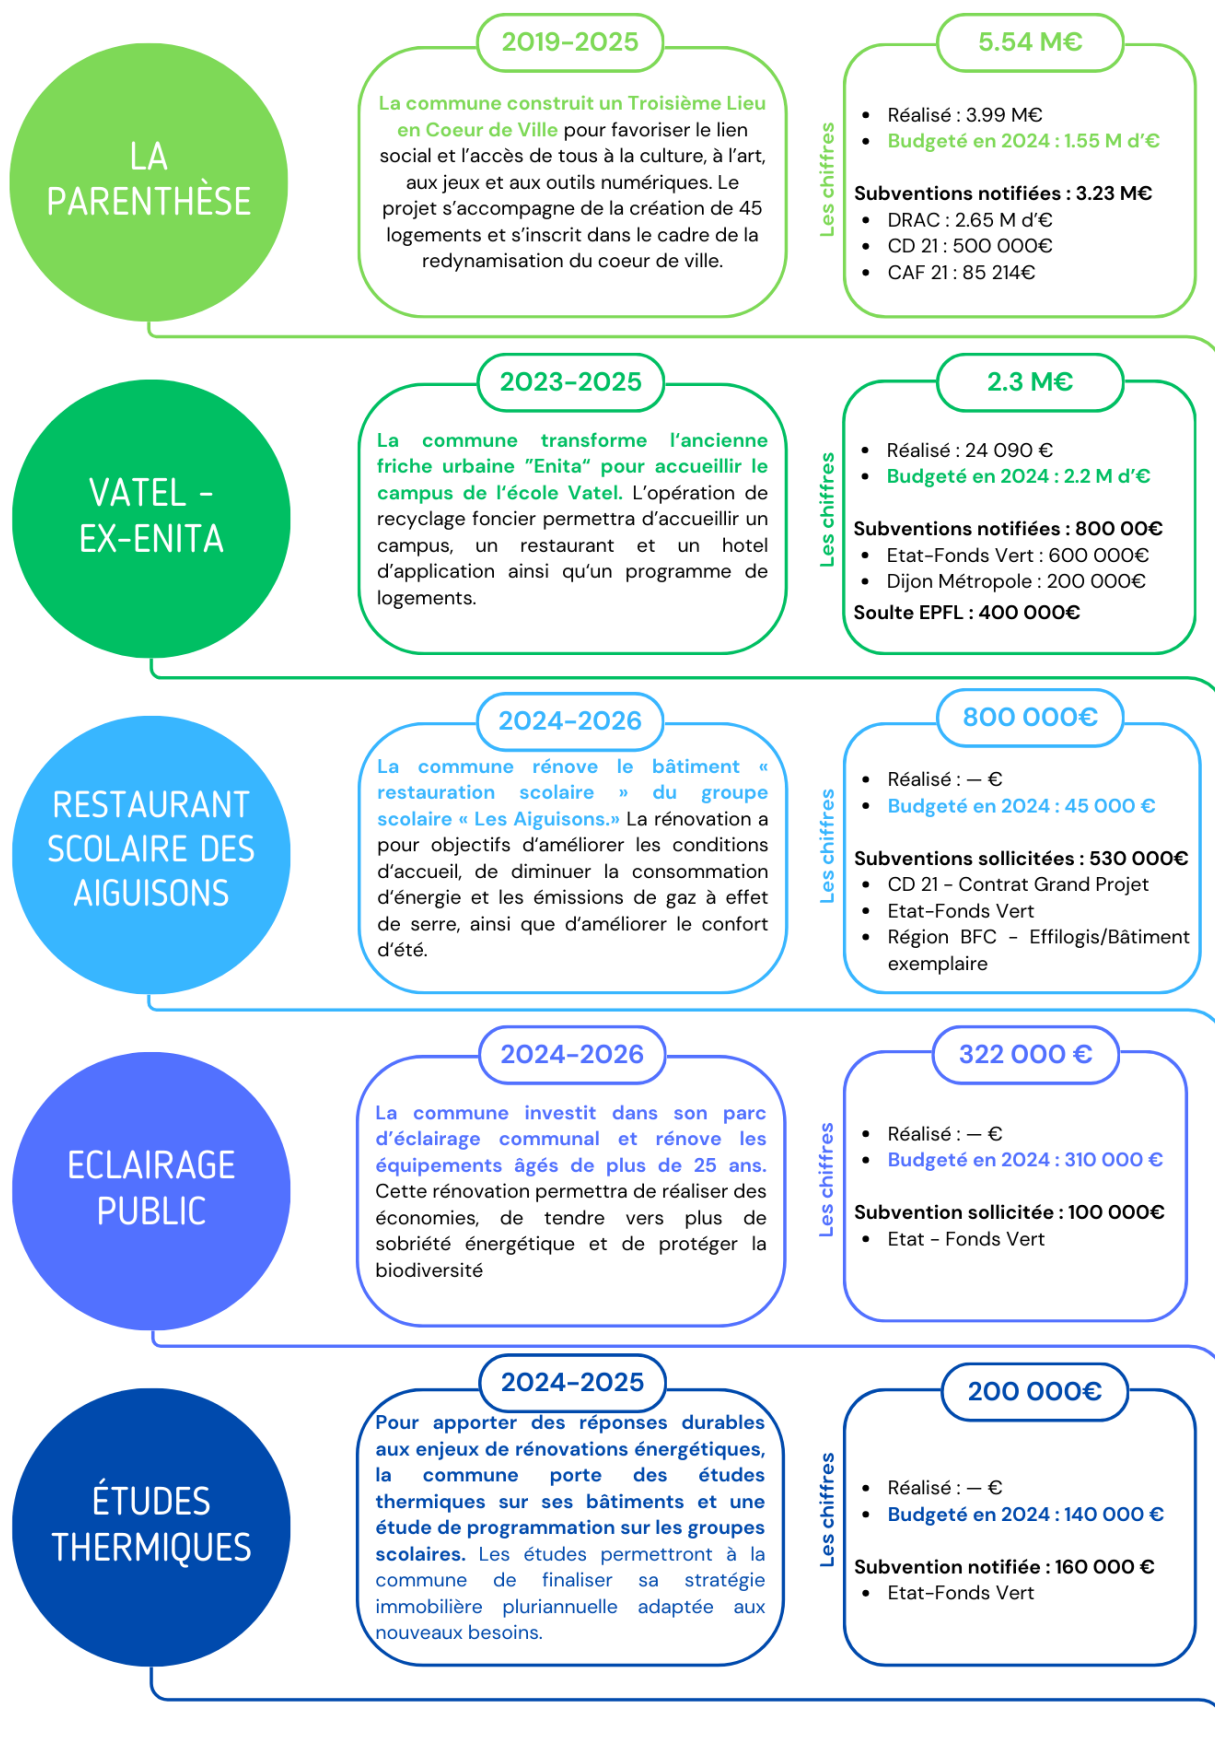 LA
PARENTHÈSE
2019-2025
La commune construit un Troisième Lieu
en Coeur de Ville pour favoriser le lien
social et l'accès de tous à la culture, à l'art,
aux jeux et aux outils numériques. Le
projet s'accompagne de la création de 45
logements et s'inscrit dans le cadre de la
redynamisation du coeur de ville.
Les chiffres
5.54 M€
• Réalisé : 3.99 M€
• Budgeté en 2024 : 1.55 M d'€
Subventions notifiées : 3.23 M€
• DRAC : 2.65 M d'€
• CD 21 : 500 000€
• CAF 21 : 85 214€
VATEL -
EX-ENITA
2023-2025
La commune transforme l'ancienne
friche urbaine "Enita" pour accueillir le
campus de l'école Vatel. L'opération de
recyclage foncier permettra d'accueillir un
campus, un restaurant et un hotel
d'application ainsi qu'un programme de
logements.
Les chiffres
2.3 M€
• Réalisé : 24 090 €
• Budgeté en 2024 : 2.2 M d'€
Subventions notifiées : 800 00€
• Etat-Fonds Vert : 600 000€
• Dijon Métropole : 200 000€
Soulte EPFL : 400 000€
RESTAURANT
SCOLAIRE DES
AIGUISONS
2024-2026
La commune rénove le bâtiment «
restauration scolaire » du groupe
scolaire « Les Aiguisons.» La rénovation a
pour objectifs d'améliorer les conditions
d'accueil, de diminuer la consommation
d'énergie et les émissions de gaz à effet
de serre, ainsi que d'améliorer le confort
d'été.
Les chiffres
800 000€
• Réalisé : — €
• Budgeté en 2024 : 45 000 €
Subventions sollicitées : 530 000€
• CD 21 - Contrat Grand Projet
• Etat-Fonds Vert
• Région BFC - Effilogis/Bâtiment
exemplaire
ECLAIRAGE
PUBLIC
2024-2026
La commune investit dans son parc
d'éclairage communal et rénove les
équipements âgés de plus de 25 ans.
Cette rénovation permettra de réaliser des
économies, de tendre vers plus de
sobriété énergétique et de protéger la
biodiversité
Les chiffres
322 000 €
• Réalisé : — €
• Budgeté en 2024 : 310 000 €
Subvention sollicitée : 100 000€
• Etat - Fonds Vert
ÉTUDES
THERMIQUES
2024-2025
Pour apporter des réponses durables
aux enjeux de rénovations énergétiques,
la commune porte des études
thermiques sur ses bâtiments et une
étude de programmation sur les groupes
scolaires. Les études permettront à la
commune de finaliser sa stratégie
immobilière pluriannuelle adaptée aux
nouveaux besoins.
Les chiffres
200 000€
• Réalisé : — €
• Budgeté en 2024 : 140 000 €
Subvention notifiée : 160 000 €
• Etat-Fonds Vert